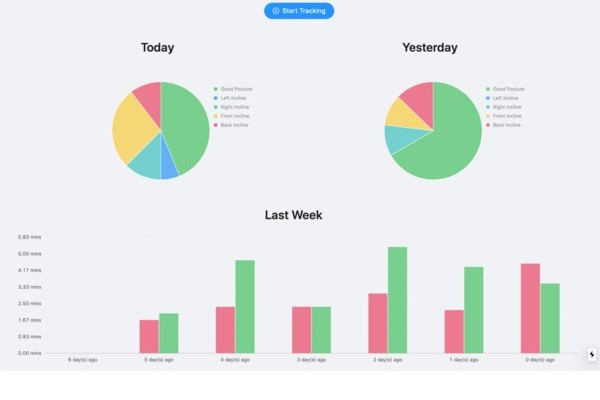 Start Tracking
Today
Good Posture
Left Incline
Right Incline
Front Incline
Back Incline
Yesterday
Good Posture
Left Incline
Right Incline
Front Incline
Back Incline
Last Week
5.83 mins
5.00 mins
4.17 mins
3.33 mins
2.50 mins
1.67 mins
0.83 mins
0.00 mins
6 day(s) ago
5 day(s) ago
4 day(s) ago
3 day(s) ago
2 day(s) ago
1 day(s) ago
0 day(s) ago